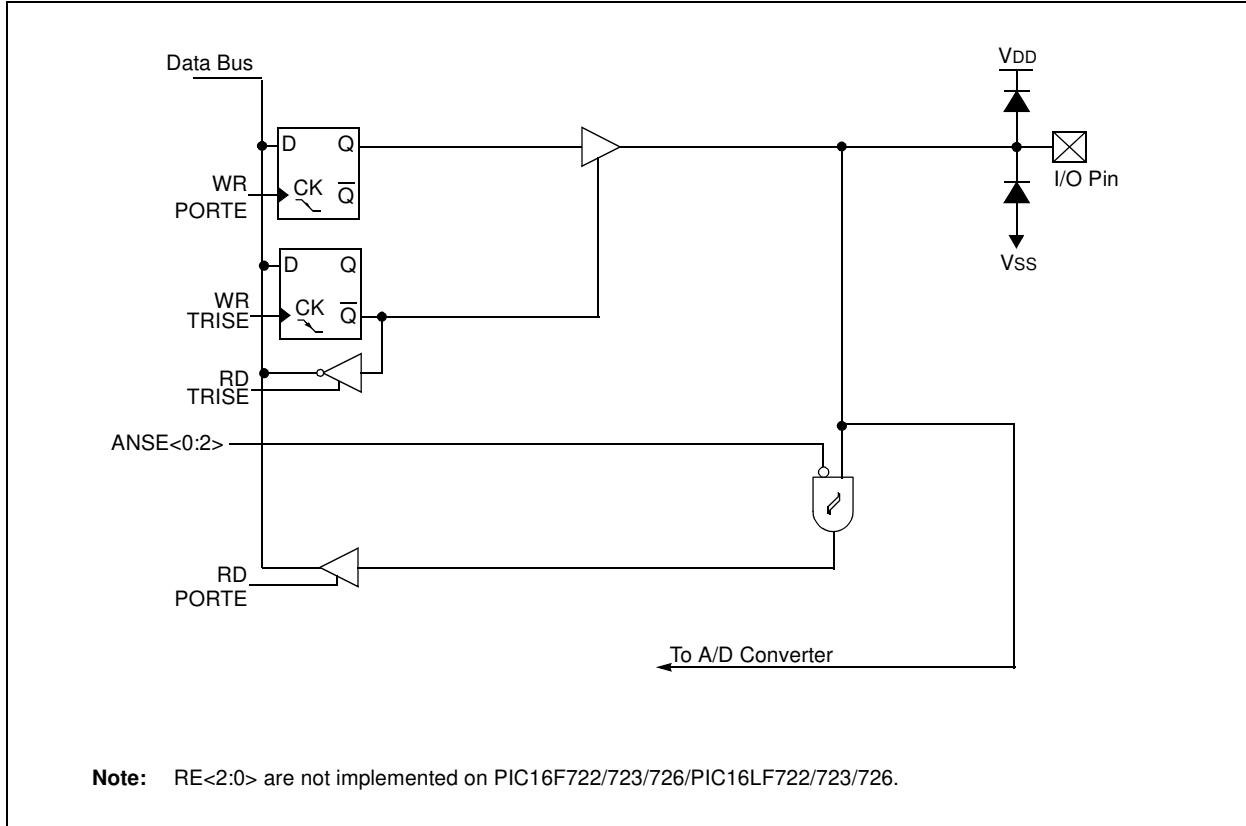 Data Bus
VDD
D Q
WR
PORTE
CK
Q
I/O Pin
VSS
D Q
WR
TRISE
CK
Q
RD
TRISE
ANSE<0:2>
RD
PORTE
To A/D Converter
Note: RE<2:0> are not implemented on PIC16F722/723/726/PIC16LF722/723/726.